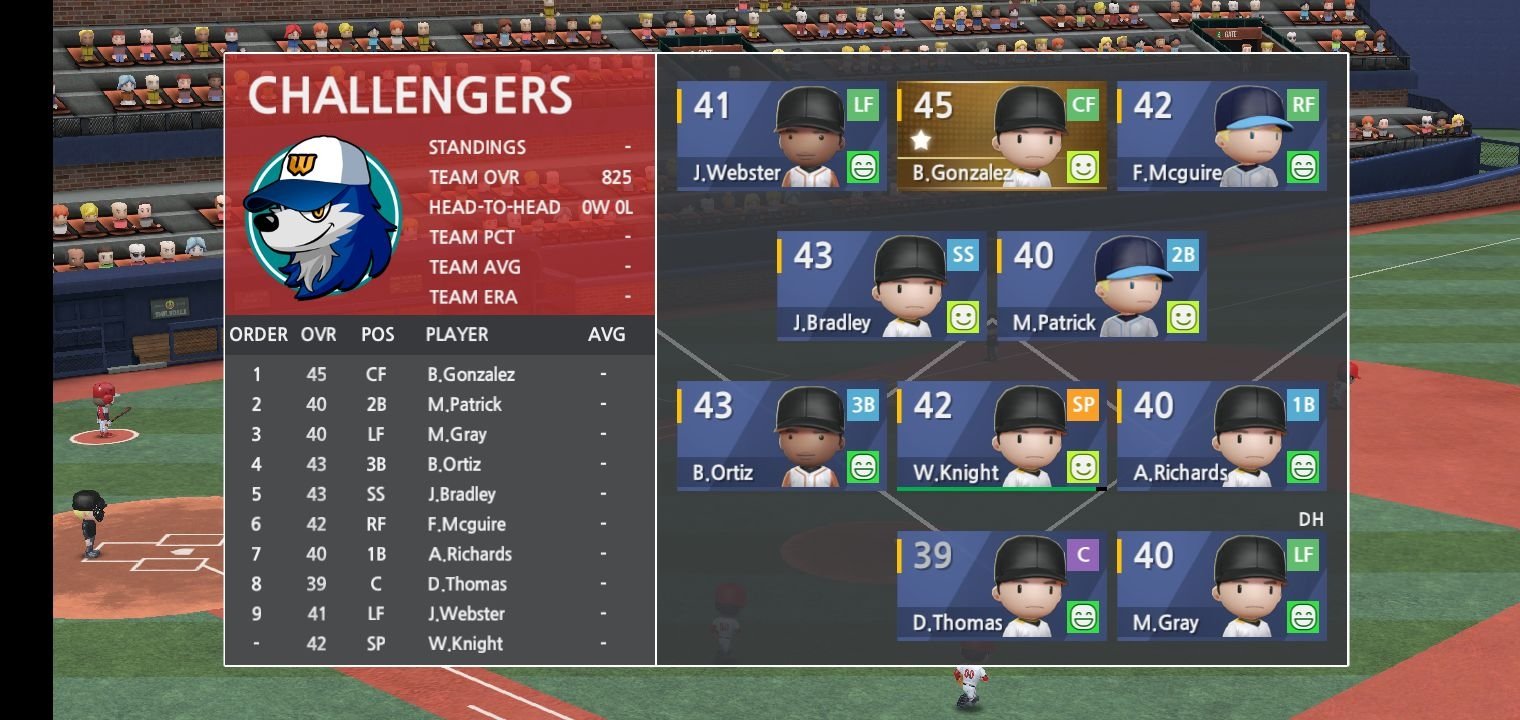 GATE
CHALLENGERS
W
STANDINGS -
TEAM OVR 825
HEAD-TO-HEAD 0W 0L
TEAM PCT -
TEAM AVG -
TEAM ERA -
ORDER OVR POS PLAYER AVG
1 45 CF B.Gonzalez -
2 40 2B M.Patrick -
3 40 LF M.Gray -
4 43 3B B.Ortiz -
5 43 SS J.Bradley -
6 42 RF F.Mcguire -
7 40 1B A.Richards -
8 39 C D.Thomas -
9 41 LF J.Webster -
- 42 SP W.Knight -
41 LF
J.Webster
45 CF
B.Gonzalez
42 RF
F.Mcguire
43 SS
J.Bradley
40 2B
M.Patrick
43 3B
B.Ortiz
42 SP
W.Knight
40 1B
A.Richards
39 C
D.Thomas
DH
40 LF
M.Gray